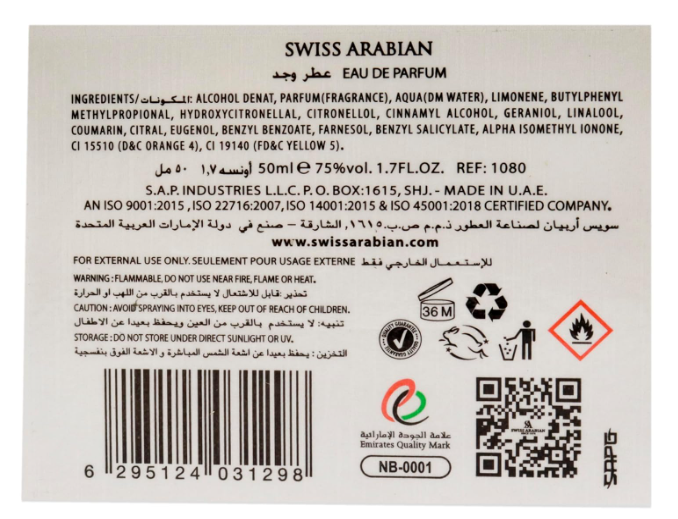 SWISS ARABIAN
عطر وجد EAU DE PARFUM
INGREDIENTS/المكونات: ALCOHOL DENAT, PARFUM(FRAGRANCE), AQUA(DM WATER), LIMONENE, BUTYLPHENYL
METHYLPROPIONAL, HYDROXYCITRONELLAL, CITRONELLOL, CINNAMYL ALCOHOL, GERANIOL, LINALOOL,
COUMARIN, CITRAL, EUGENOL, BENZYL BENZOATE, FARNESOL, BENZYL SALICYLATE, ALPHA ISOMETHYL IONONE,
CI 15510 (D&C ORANGE 4), CI 19140 (FD&C YELLOW 5).
٥٠ مل ١,٧ أونسه 50ml e 75%vol. 1.7FL.OZ. REF: 1080
S.A.P. INDUSTRIES L.L.C. P. O. BOX:1615, SHJ. - MADE IN U.A.E.
AN ISO 9001:2015 , ISO 22716:2007, ISO 14001:2015 & ISO 45001:2018 CERTIFIED COMPANY.
سويس أربيان لصناعة العطور ذ.م.م ص.ب.١٦١٥, الشارقة – صنع في دولة الإمارات العربية المتحدة
www.swissarabian.com
FOR EXTERNAL USE ONLY. SEULEMENT POUR USAGE EXTERNE للإستعمال الخارجي فقط
WARNING : FLAMMABLE, DO NOT USE NEAR FIRE, FLAME OR HEAT.
تحذير :قابل للاشتعال لا يستخدم بالقرب من اللهب او الحرارة
CAUTION : AVOID SPRAYING INTO EYES, KEEP OUT OF REACH OF CHILDREN.
تنبيه: لا يستخدم بالقرب من العين ويحفظ بعيدا عن الاطفال
STORAGE : DO NOT STORE UNDER DIRECT SUNLIGHT OR UV.
التخزين : يحفظ بعيدا عن اشعة الشمس المباشرة و الاشعة الفوق بنفسجية
36 M
QUALITY GUARANTEE
6 295124 031298
علامة الجودة الإماراتية
Emirates Quality Mark
NB-0001
SWISS ARABIAN
SAPG